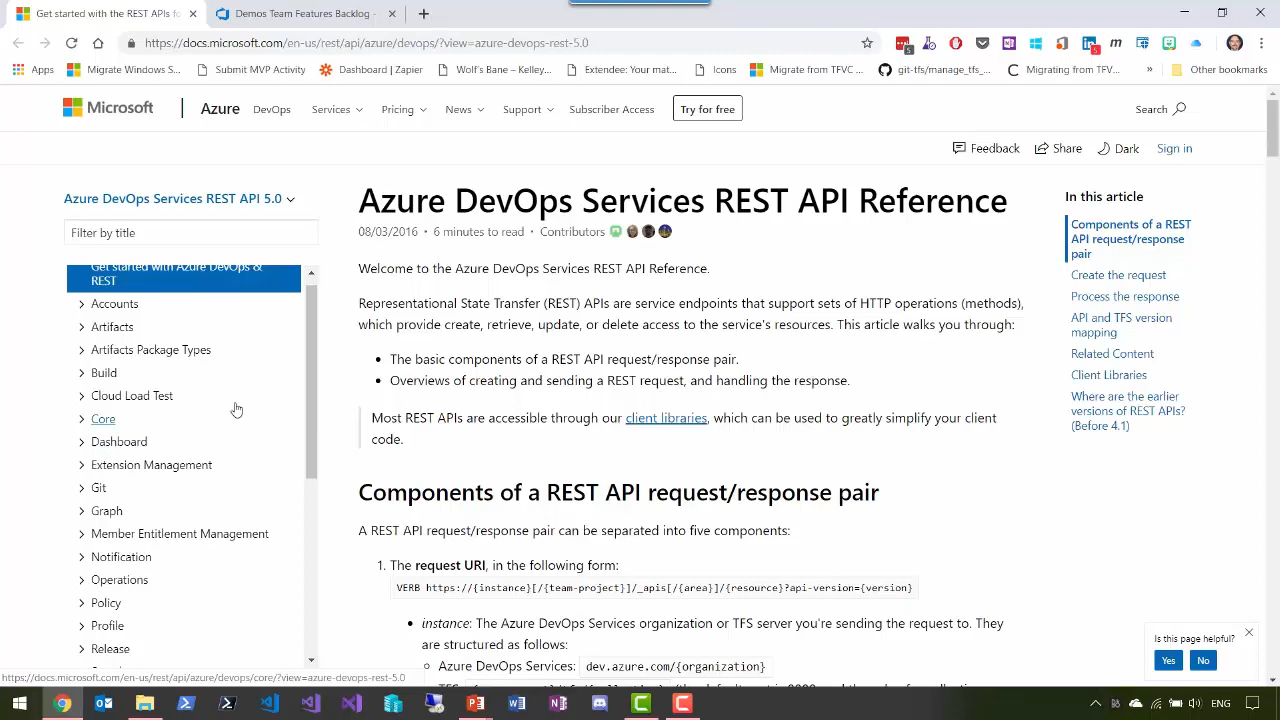 Get started with the REST APIs fo
Demos Team Features Backlog -
https://docs.microsoft.com/en-us/rest/api/azure/devops/?view=azure-devops-rest-5.0
5
5
Apps
Migrate Windows S...
Submit MVP Activity
Dashboard | Zapier
Wolf's Bane – Kelley...
Extendee: Your mat...
Migrate from TFVC ...
git-tfs/manage_tfs_...
Migrating from TFV...
»
Other bookmarks
Microsoft
Azure
DevOps
Services
Pricing
News
Support
Subscriber Access
Try for free
Search
Feedback
Share
Dark
Sign in
Azure DevOps Services REST API 5.0
Filter by title
Get started with Azure DevOps &
REST
Accounts
Artifacts
Artifacts Package Types
Build
Cloud Load Test
Core
Dashboard
Extension Management
Git
Graph
Member Entitlement Management
Notification
Operations
Policy
Profile
Release
Azure DevOps Services REST API Reference
08/03/2016 • 6 minutes to read • Contributors
Welcome to the Azure DevOps Services REST API Reference.
Representational State Transfer (REST) APIs are service endpoints that support sets of HTTP operations (methods),
which provide create, retrieve, update, or delete access to the service's resources. This article walks you through:
• The basic components of a REST API request/response pair.
• Overviews of creating and sending a REST request, and handling the response.
Most REST APIs are accessible through our client libraries, which can be used to greatly simplify your client
code.
Components of a REST API request/response pair
A REST API request/response pair can be separated into five components:
1. The request URI, in the following form:
VERB https://{instance}[/{team-project}]/_apis[/{area}]/{resource}?api-version={version}
• instance: The Azure DevOps Services organization or TFS server you're sending the request to. They
are structured as follows:
Azure DevOps Services: dev.azure.com/{organization}
In this article
Components of a REST
API request/response
pair
Create the request
Process the response
API and TFS version
mapping
Related Content
Client Libraries
Where are the earlier
versions of REST APIs?
(Before 4.1)
Is this page helpful?
Yes
No
https://docs.microsoft.com/en-us/rest/api/azure/devops/core/?view=azure-devops-rest-5.0
ENG